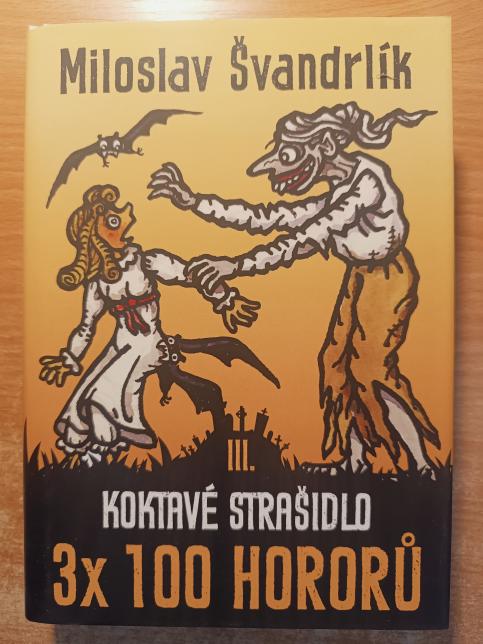 Miloslav Švandrlík
III.
KOKTAVÉ STRAŠIDLO
3x 100 HORORŮ